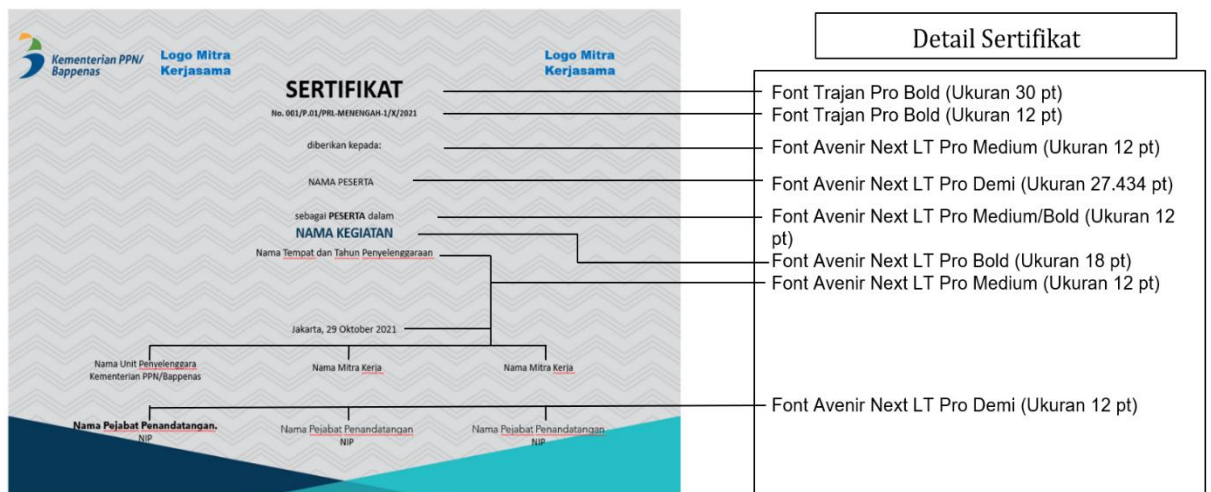 Kementerian PPN/
Bappenas
Logo Mitra
Kerjasama
Logo Mitra
Kerjasama
SERTIFIKAT
No. 001/P.01/PRL-MENENGAH-1/X/2021
diberikan kepada:
NAMA PESERTA
sebagai PESERTA dalam
NAMA KEGIATAN
Nama Tempat dan Tahun Penyelenggaraan
Jakarta, 29 Oktober 2021
Nama Unit Penyelenggara
Kementerian PPN/Bappenas
Nama Mitra Kerja
Nama Mitra Kerja
Nama Pejabat Penandatangan.
NIP
Nama Pejabat Penandatangan
NIP
Nama Pejabat Penandatangan
NIP
Detail Sertifikat
Font Trajan Pro Bold (Ukuran 30 pt)
Font Trajan Pro Bold (Ukuran 12 pt)
Font Avenir Next LT Pro Medium (Ukuran 12 pt)
Font Avenir Next LT Pro Demi (Ukuran 27.434 pt)
Font Avenir Next LT Pro Medium/Bold (Ukuran 12
pt)
Font Avenir Next LT Pro Bold (Ukuran 18 pt)
Font Avenir Next LT Pro Medium (Ukuran 12 pt)
Font Avenir Next LT Pro Demi (Ukuran 12 pt)